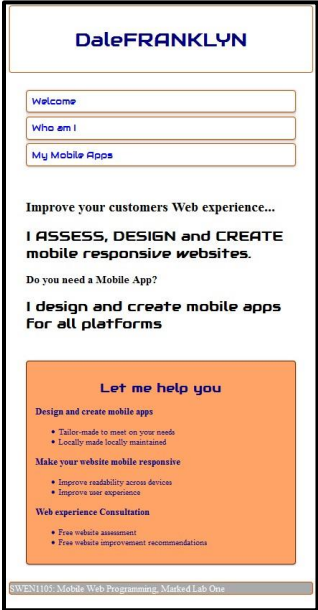 DaleFRANKLYN
Welcome
Who am I
My Mobile Apps
Improve your customers Web experience...
I ASSESS, DESIGN and CREATE
mobile responsive websites.
Do you need a Mobile App?
I design and create mobile apps
for all platforms
Let me help you
Design and create mobile apps
Tailor-made to meet on your needs
Locally made locally maintained
Make your website mobile responsive
Improve readability across devices
Improve user experience
Web experience Consultation
Free website assessment
Free website improvement recommendations
SWEN1105: Mobile Web Programming, Marked Lab One